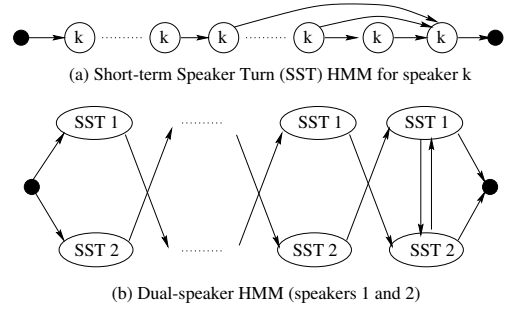 k k k k k k
(a) Short-term Speaker Turn (SST) HMM for speaker k
SST 1 SST 1 SST 1
SST 2 SST 2 SST 2
(b) Dual-speaker HMM (speakers 1 and 2)